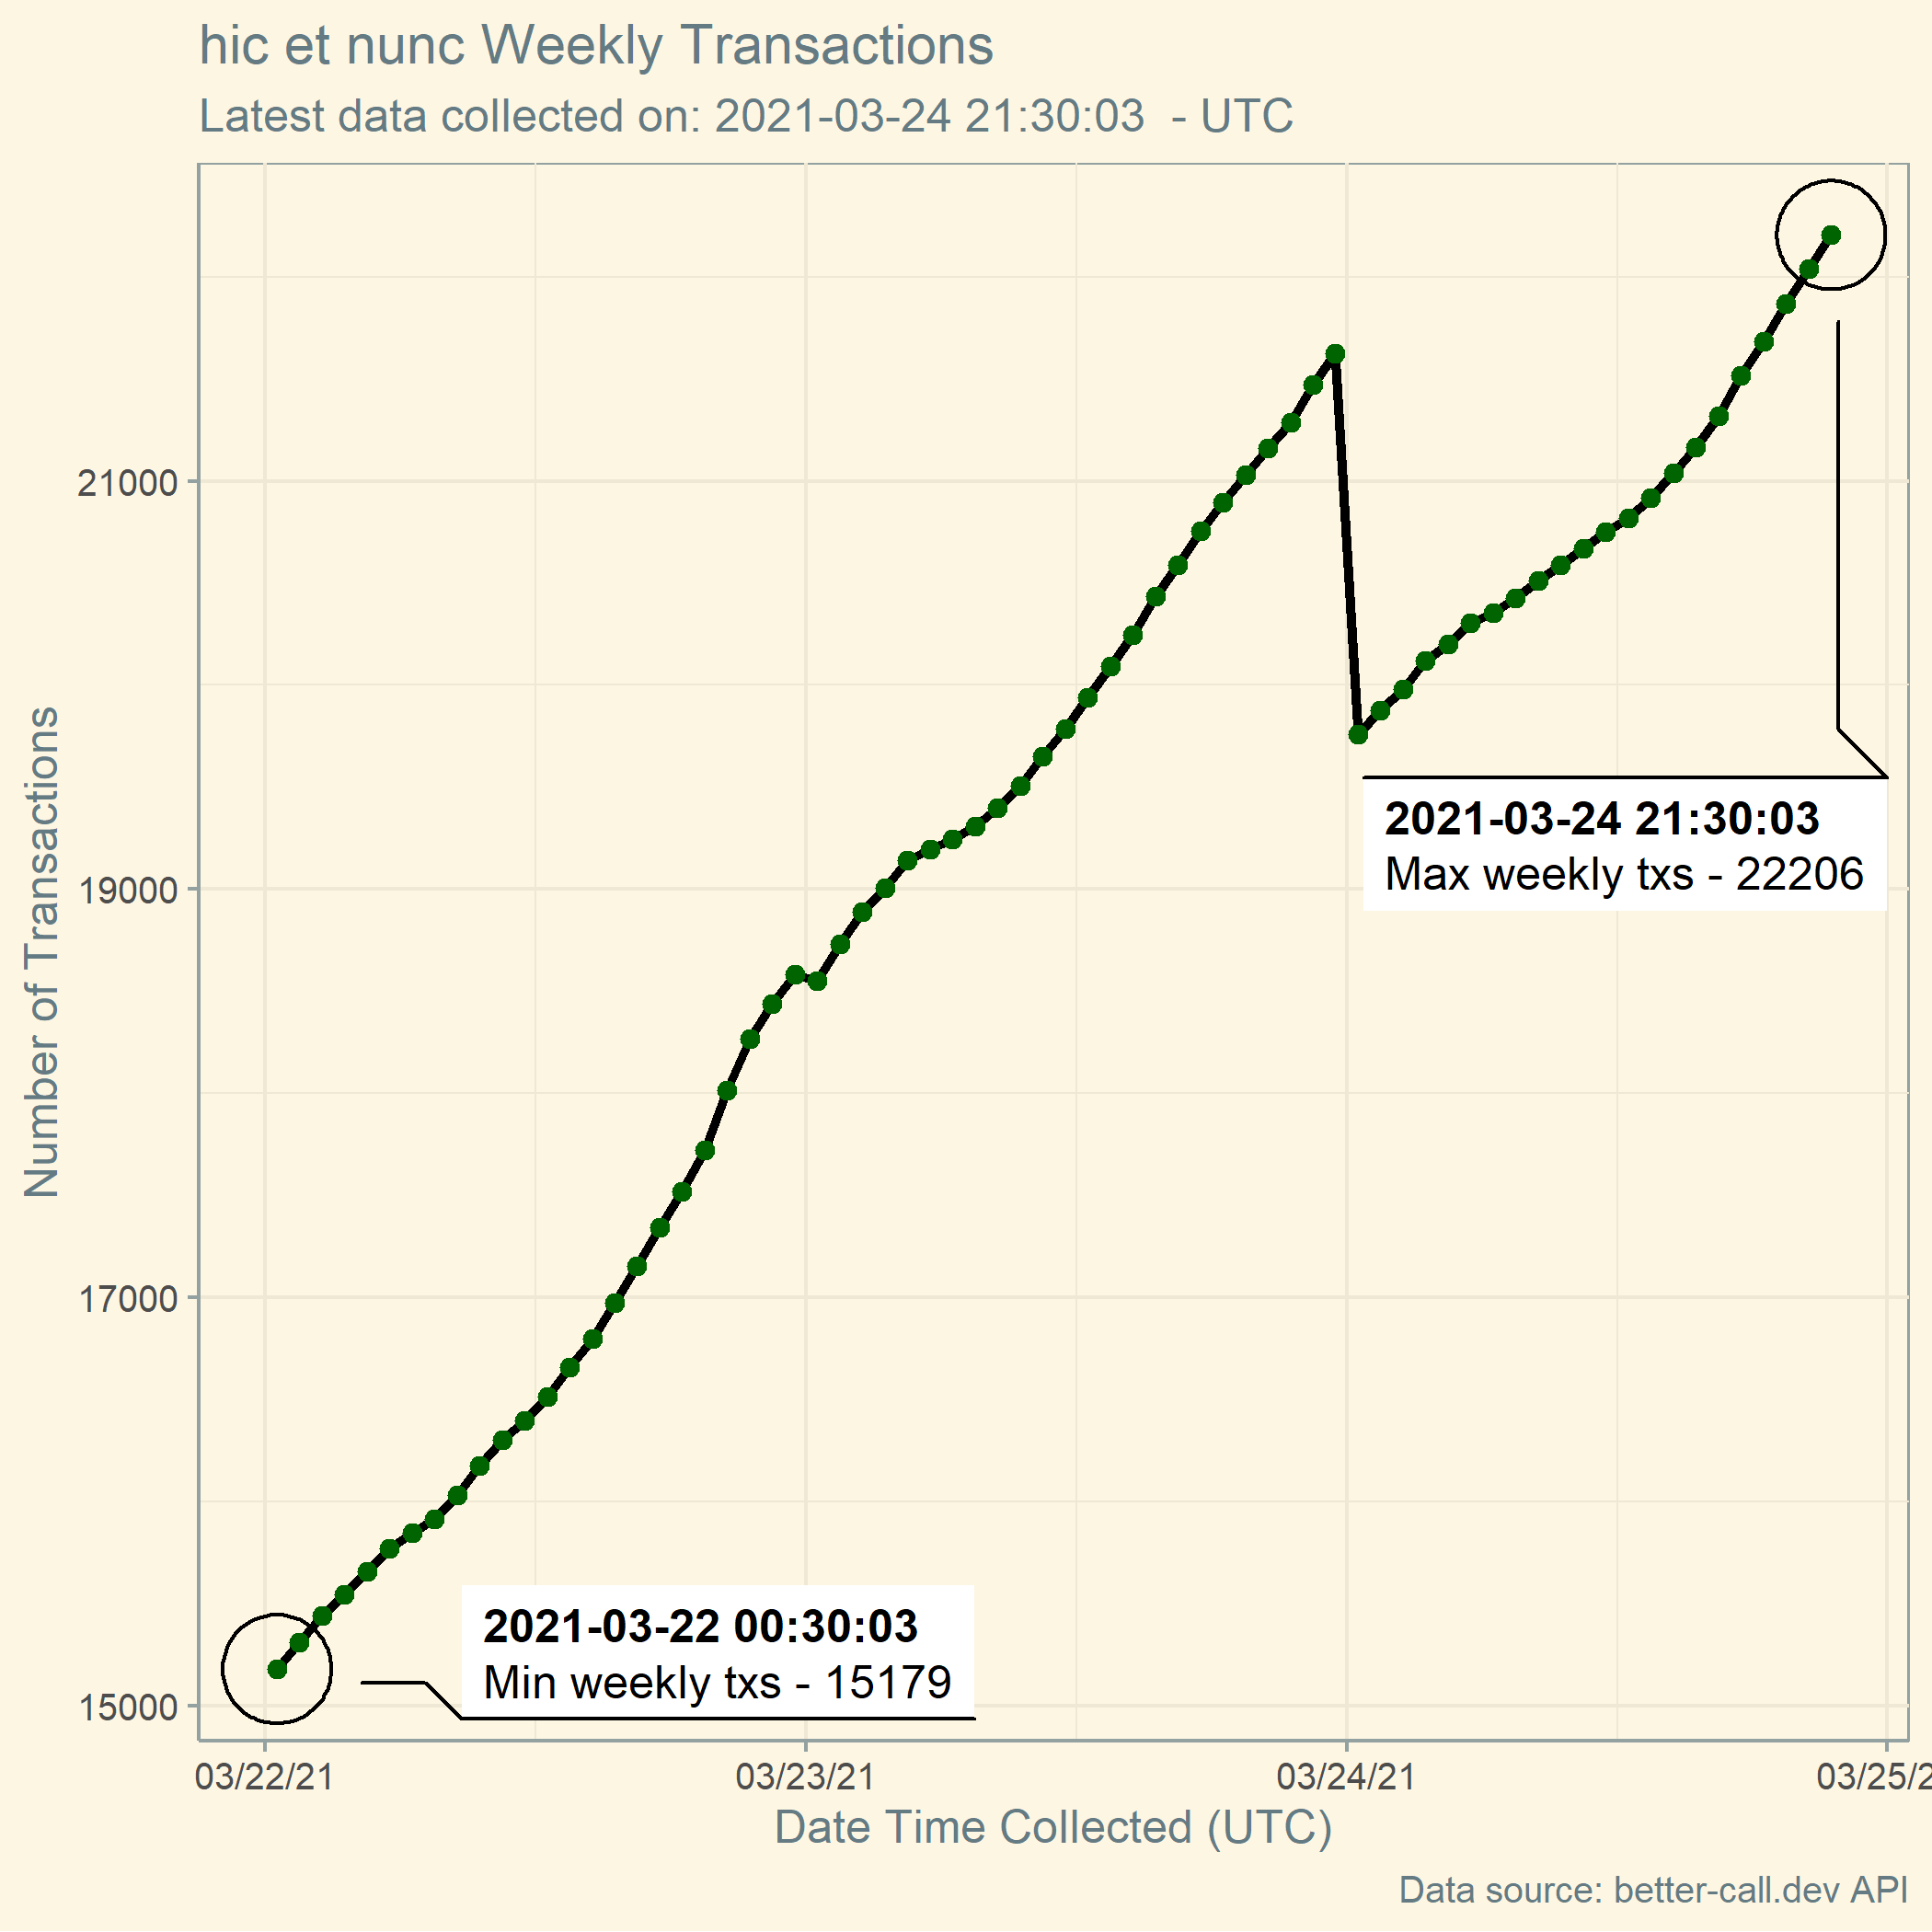 hic et nunc Weekly Transactions
Latest data collected on: 2021-03-24 21:30:03 - UTC
Number of Transactions
21000
19000
17000
15000
2021-03-24 21:30:03
Max weekly txs - 22206
2021-03-22 00:30:03
Min weekly txs - 15179
03/22/21
03/23/21
03/24/21
03/25/2
Date Time Collected (UTC)
Data source: better-call.dev API